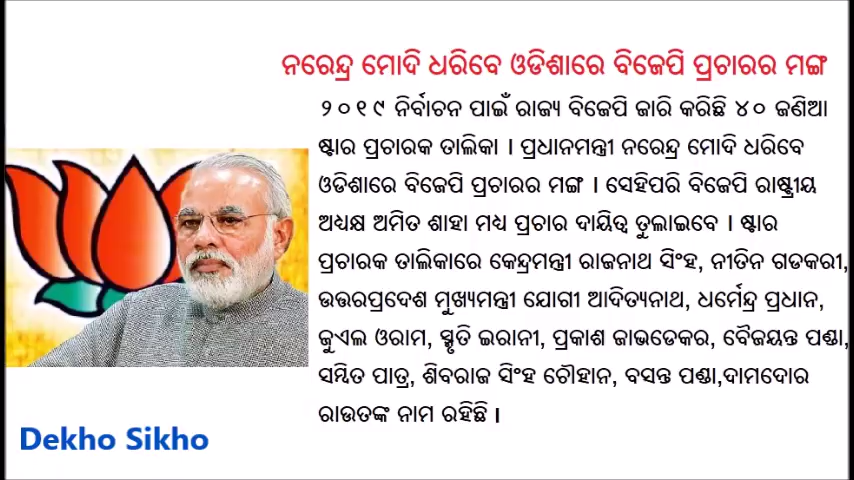 ନରେନ୍ଦ୍ର ମୋଦି ଧରିବେ ଓଡିଶାରେ ବିଜେପି ପ୍ରଚାରର ମଙ୍ଗ
୨୦୧୯ ନିର୍ବାଚନ ପାଇଁ ରାଜ୍ୟ ବିଜେପି ଜାରି କରିଛି ୪୦ ଜଣିଆ
ଷ୍ଟାର ପ୍ରଚାରକ ତାଲିକା । ପ୍ରଧାନମନ୍ତ୍ରୀ ନରେନ୍ଦ୍ର ମୋଦି ଧରିବେ
ଓଡିଶାରେ ବିଜେପି ପ୍ରଚାରର ମଙ୍ଗ । ସେହିପରି ବିଜେପି ରାଷ୍ଟ୍ରୀୟ
ଅଧ୍ୟକ୍ଷ ଅମିତ ଶାହା ମଧ୍ୟ ପ୍ରଚାର ଦାୟିତ୍ୱ ତୁଲାଇବେ । ଷ୍ଟାର
ପ୍ରଚାରକ ତାଲିକାରେ କେନ୍ଦ୍ରମନ୍ତ୍ରୀ ରାଜନାଥ ସିଂହ, ନୀତିନ ଗଡକରୀ,
ଉତ୍ତରପ୍ରଦେଶ ମୁଖ୍ୟମନ୍ତ୍ରୀ ଯୋଗୀ ଆଦିତ୍ୟନାଥ, ଧର୍ମେନ୍ଦ୍ର ପ୍ରଧାନ,
ଜୁଏଲ ଓରାମ, ସ୍ମୃତି ଇରାନୀ, ପ୍ରକାଶ ଜାଭଡେକର, ବୈଜୟନ୍ତ ପଣ୍ଡା,
ସମ୍ବିତ ପାତ୍ର, ଶିବରାଜ ସିଂହ ଚୌହାନ, ବସନ୍ତ ପଣ୍ଡା,ଦାମଦୋର
ରାଉତଙ୍କ ନାମ ରହିଛି ।
Dekho Sikho